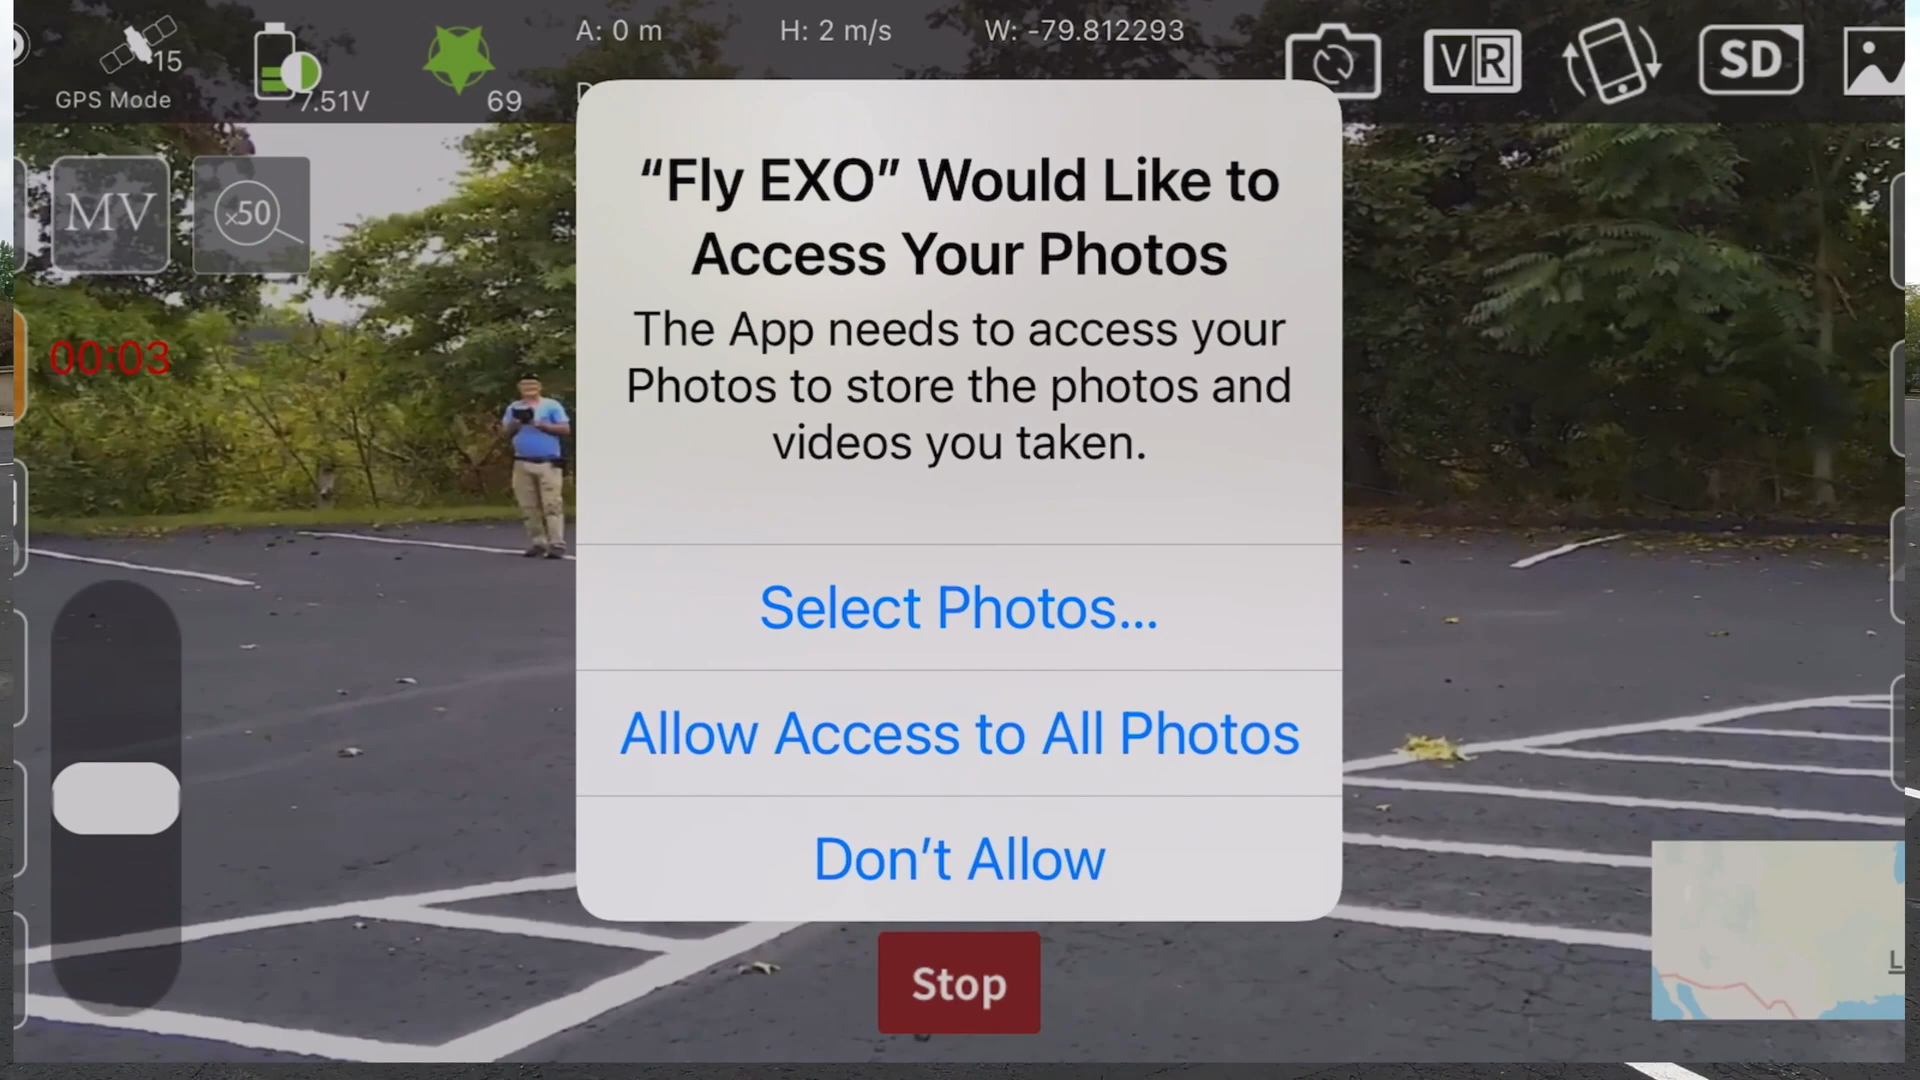 A: 0 m H: 2 m/s W: -79.812293
15
GPS Mode 7.51V 69
VR SD
MV x50
00:03
“Fly EXO” Would Like to
Access Your Photos
The App needs to access your
Photos to store the photos and
videos you taken.
Select Photos...
Allow Access to All Photos
Don’t Allow
Stop